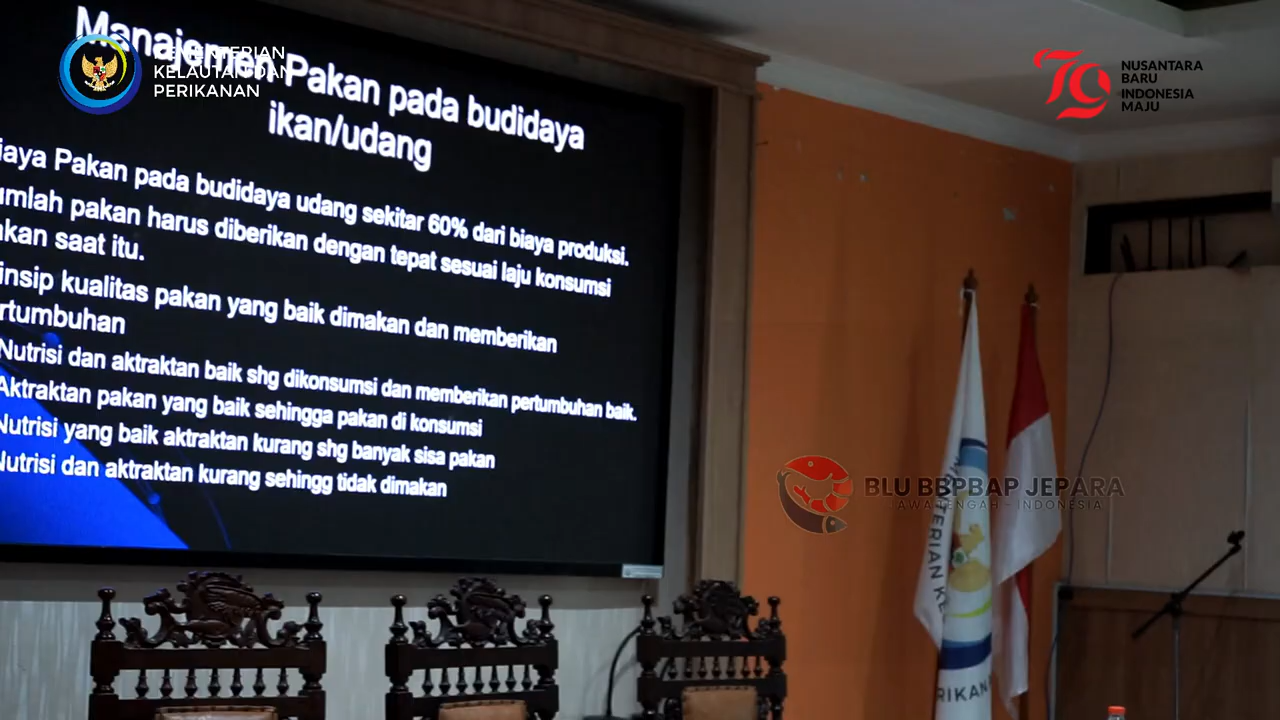 Manajemen Pakan pada budidaya
ikan/udang
KEMENTERIAN
KELAUTAN DAN
PERIKANAN
79
NUSANTARA
BARU
INDONESIA
MAJU
iaya Pakan pada budidaya udang sekitar 60% dari biaya produksi.
umlah pakan harus diberikan dengan tepat sesuai laju konsumsi
akan saat itu.
insip kualitas pakan yang baik dimakan dan memberikan
rtumbuhan
Nutrisi dan aktraktan baik shg dikonsumsi dan memberikan pertumbuhan baik.
Aktraktan pakan yang baik sehingga pakan di konsumsi
Nutrisi yang baik aktraktan kurang shg banyak sisa pakan
Nutrisi dan aktraktan kurang sehingg tidak dimakan
BLU BBPBAP JEPARA
JAWA TENGAH - INDONESIA